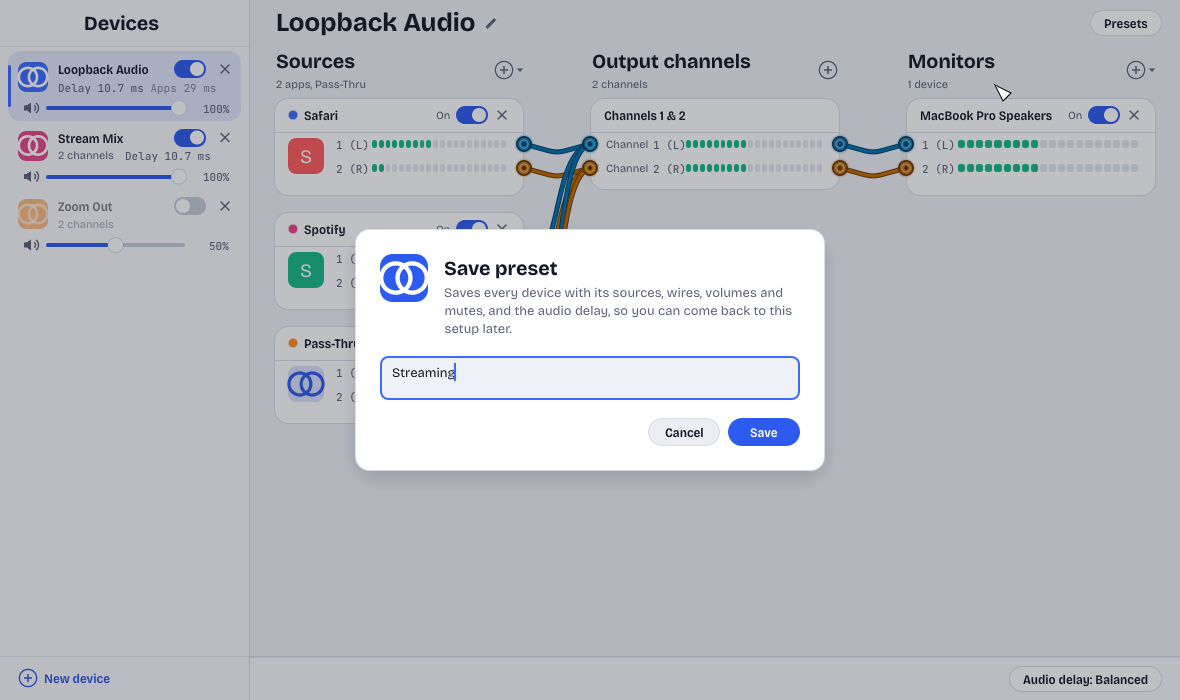 Devices
Loopback Audio
Delay 10.7 ms Apps 29 ms
100%
Stream Mix
2 channels Delay 10.7 ms
100%
Zoom Out
2 channels
50%
New device
Loopback Audio
Presets
Sources
2 apps, Pass-Thru
Output channels
2 channels
Monitors
1 device
Safari On
S
1 (L)
2 (R)
Channels 1 & 2
Channel 1 (L)
Channel 2 (R)
MacBook Pro Speakers On
1 (L)
2 (R)
Spotify
S
1 (
2 (
Pass-Thru
1 (
2 (
Save preset
Saves every device with its sources, wires, volumes and
mutes, and the audio delay, so you can come back to this
setup later.
Streaming
Cancel
Save
Audio delay: Balanced